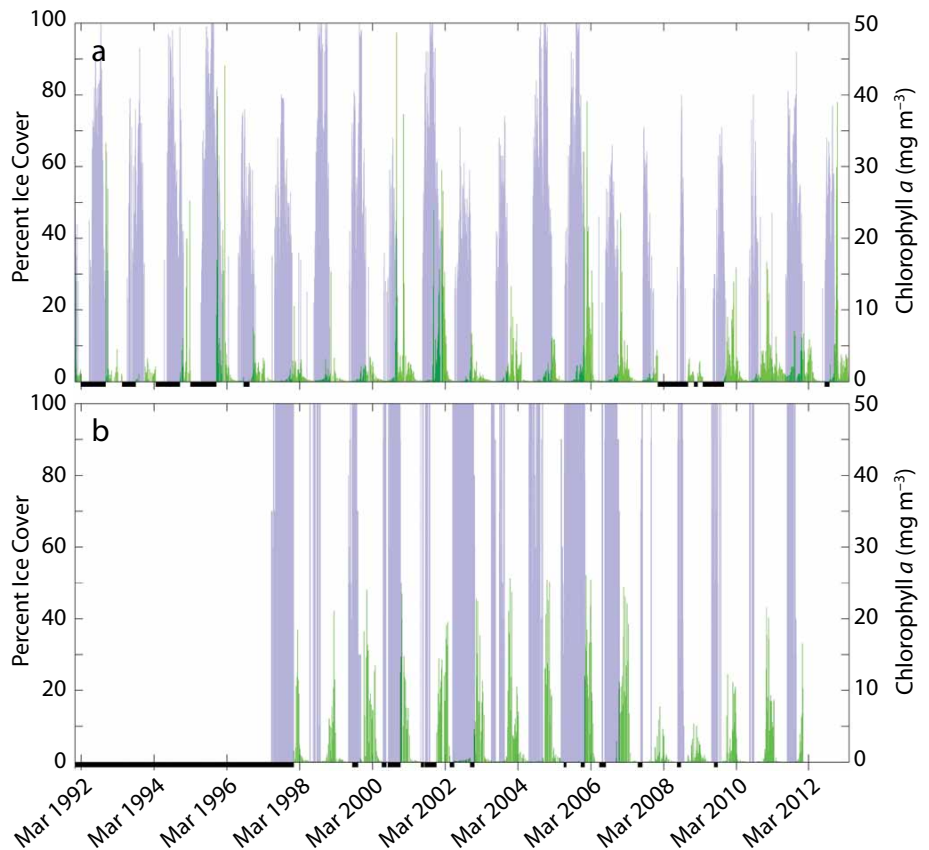 a
100
80
60
40
20
0
Percent Ice Cover
50
40
30
20
10
0
Chlorophyll a (mg m⁻³)
b
100
80
60
40
20
0
Percent Ice Cover
50
40
30
20
10
0
Chlorophyll a (mg m⁻³)
Mar 1992
Mar 1994
Mar 1996
Mar 1998
Mar 2000
Mar 2002
Mar 2004
Mar 2006
Mar 2008
Mar 2010
Mar 2012